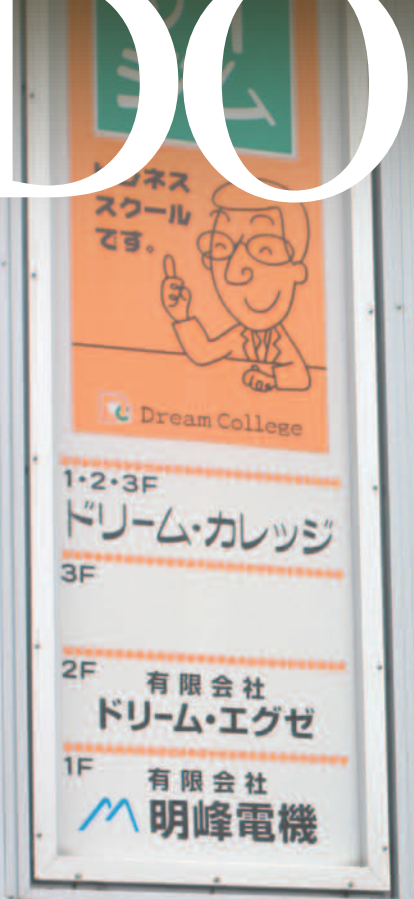 DO
ビジネス
スクール
です。
Dream College
1・2・3F
ドリーム・カレッジ
3F
2F
有限会社
ドリーム・エグゼ
1F
有限会社
明峰電機